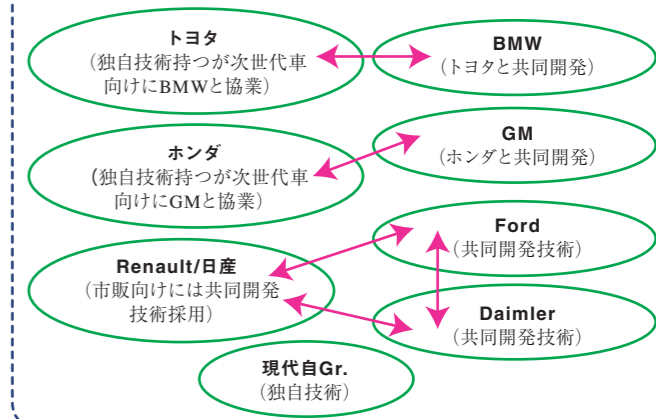 トヨタ
(独自技術持つが次世代車
向けにBMWと協業)
BMW
(トヨタと共同開発)
ホンダ
(独自技術持つが次世代車
向けにGMと協業)
GM
(ホンダと共同開発)
Renault/日産
(市販向けには共同開発
技術採用)
Ford
(共同開発技術)
Daimler
(共同開発技術)
現代自Gr.
(独自技術)